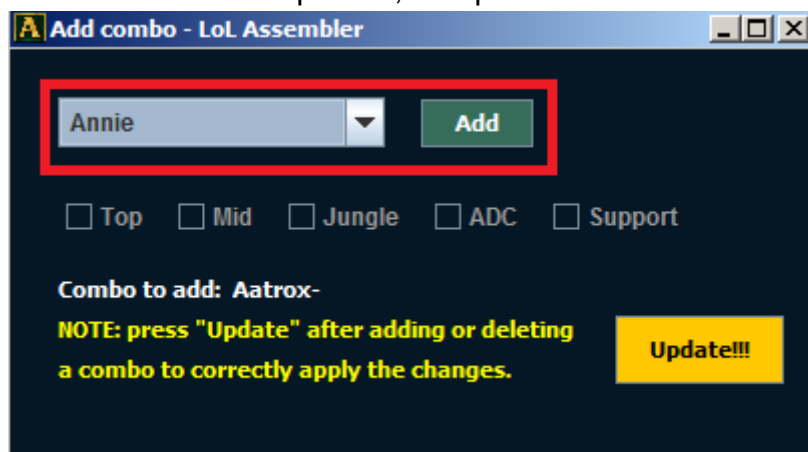 Add combo - LoL Assembler
Annie
Add
Top Mid Jungle ADC Support
Combo to add: Aatrox-
NOTE: press "Update" after adding or deleting
a combo to correctly apply the changes.
Update!!!